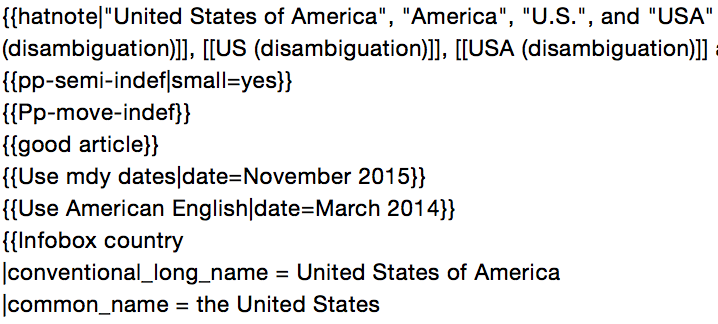 {{hatnote|"United States of America", "America", "U.S.", and "USA"
(disambiguation)]], [[US (disambiguation)]], [[USA (disambiguation)]] a
{{pp-semi-indef|small=yes}}
{{Pp-move-indef}}
{{good article}}
{{Use mdy dates|date=November 2015}}
{{Use American English|date=March 2014}}
{{Infobox country
|conventional_long_name = United States of America
|common_name = the United States